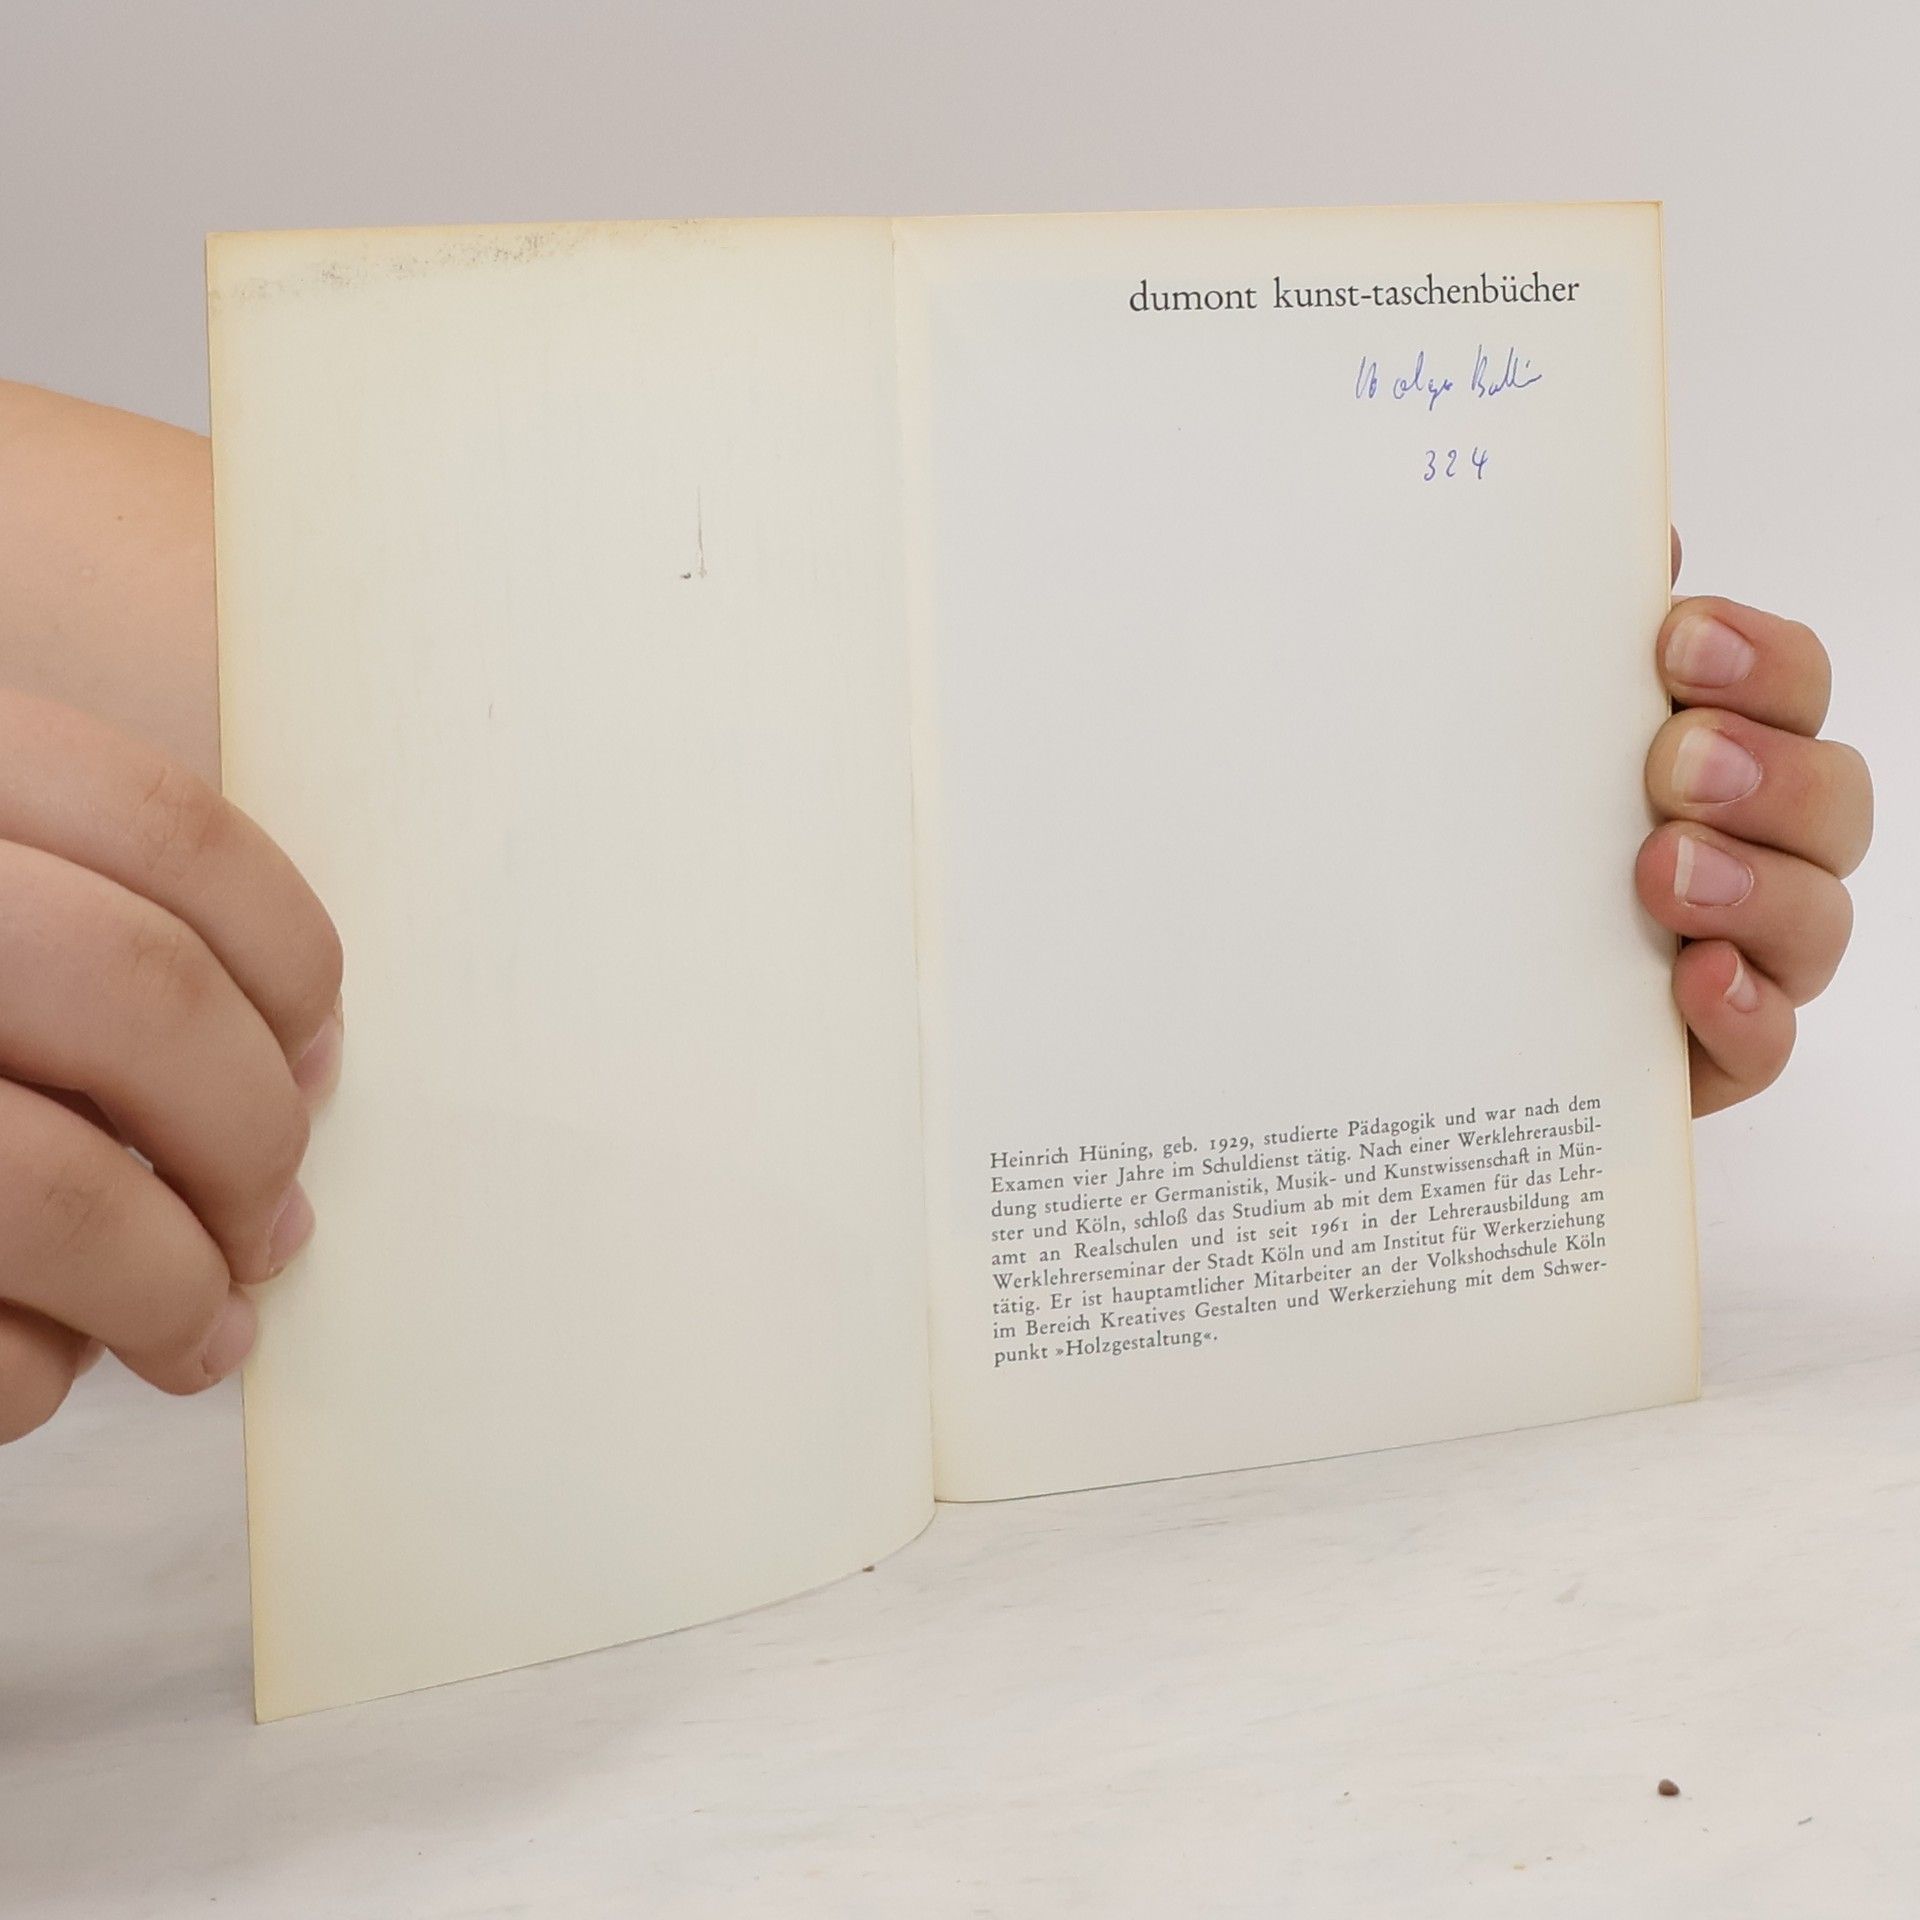 dumont kunst-taschenbücher
324
Heinrich Hüning, geb. 1929, studierte Pädagogik und war nach dem
Examen vier Jahre im Schuldienst tätig. Nach einer Werklehrerausbil-
dung studierte er Germanistik, Musik- und Kunstwissenschaft in Mün-
ster und Köln, schloß das Studium ab mit dem Examen für das Lehr-
amt an Realschulen und ist seit 1961 in der Lehrerausbildung am
Werklehrerseminar der Stadt Köln und am Institut für Werkerziehung
tätig. Er ist hauptamtlicher Mitarbeiter an der Volkshochschule Köln
im Bereich Kreatives Gestalten und Werkerziehung mit dem Schwer-
punkt »Holzgestaltung«.